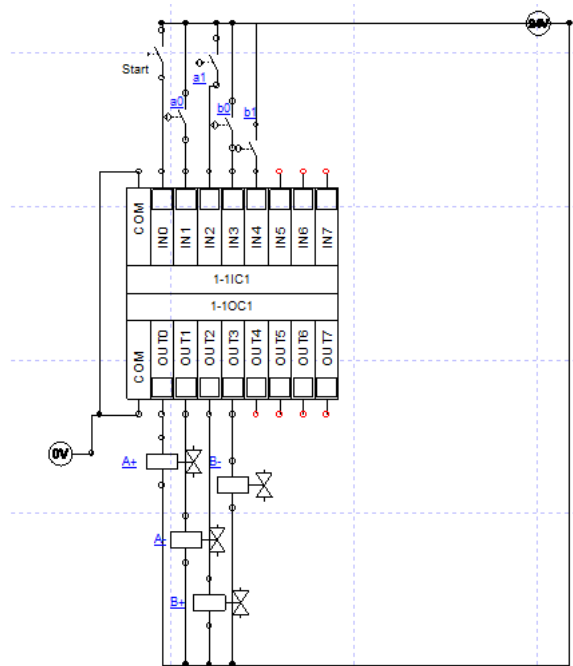 24V
Start
a1
a0
b0
b1
COM IN0 IN1 IN2 IN3 IN4 IN5 IN6 IN7
1-1IC1
1-1OC1
COM OUT0 OUT1 OUT2 OUT3 OUT4 OUT5 OUT6 OUT7
0V
A+
B-
A-
B+